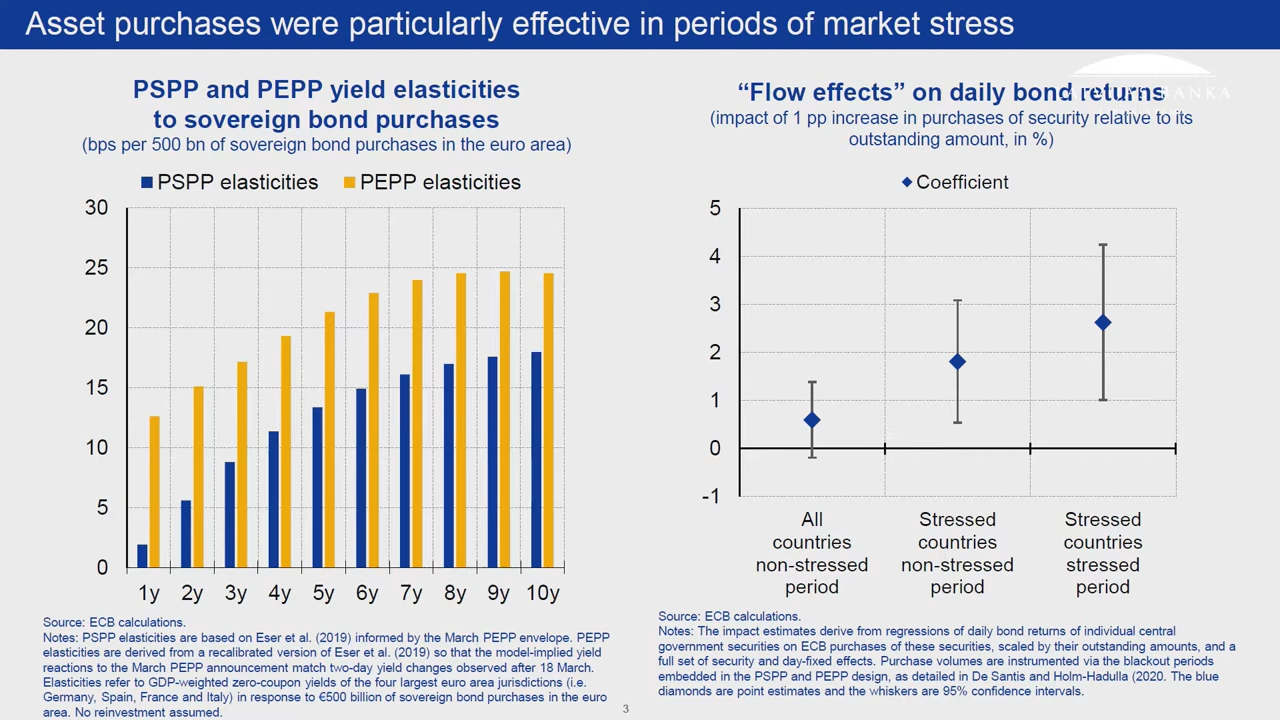 Asset purchases were particularly effective in periods of market stress
PSPP and PEPP yield elasticities
to sovereign bond purchases
(bps per 500 bn of sovereign bond purchases in the euro area)
PSPP elasticities PEPP elasticities
30
25
20
15
10
5
0
1y 2y 3y 4y 5y 6y 7y 8y 9y 10y
Source: ECB calculations.
Notes: PSPP elasticities are based on Eser et al. (2019) informed by the March PEPP envelope. PEPP
elasticities are derived from a recalibrated version of Eser et al. (2019) so that the model-implied yield
reactions to the March PEPP announcement match two-day yield changes observed after 18 March.
Elasticities refer to GDP-weighted zero-coupon yields of the four largest euro area jurisdictions (i.e.
Germany, Spain, France and Italy) in response to €500 billion of sovereign bond purchases in the euro
area. No reinvestment assumed.
“Flow effects” on daily bond return
(impact of 1 pp increase in purchases of security relative to its
outstanding amount, in %)
Coefficient
5
4
3
2
1
0
-1
All
countries
non-stressed
period
Stressed
countries
non-stressed
period
Stressed
countries
stressed
period
Source: ECB calculations.
Notes: The impact estimates derive from regressions of daily bond returns of individual central
government securities on ECB purchases of these securities, scaled by their outstanding amounts, and a
full set of security and day-fixed effects. Purchase volumes are instrumented via the blackout periods
embedded in the PSPP and PEPP design, as detailed in De Santis and Holm-Hadulla (2020. The blue
diamonds are point estimates and the whiskers are 95% confidence intervals.
3